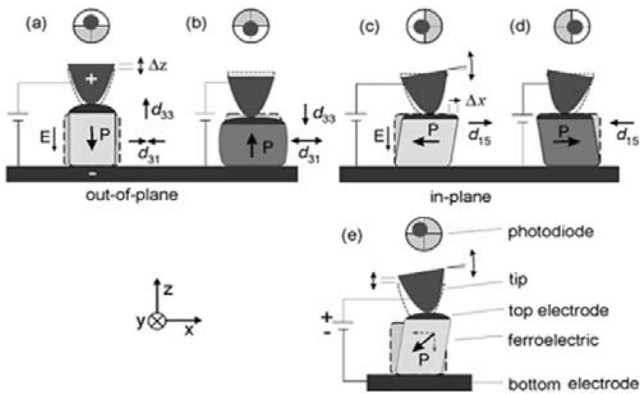 (a)
(b)
(c)
(d)
+
Δz
d33
d33
Δx
E
P
d31
P
d31
E
P
d15
P
d15
-
out-of-plane
in-plane
(e)
photodiode
z
y
x
tip
+
-
top electrode
ferroelectric
P
bottom electrode